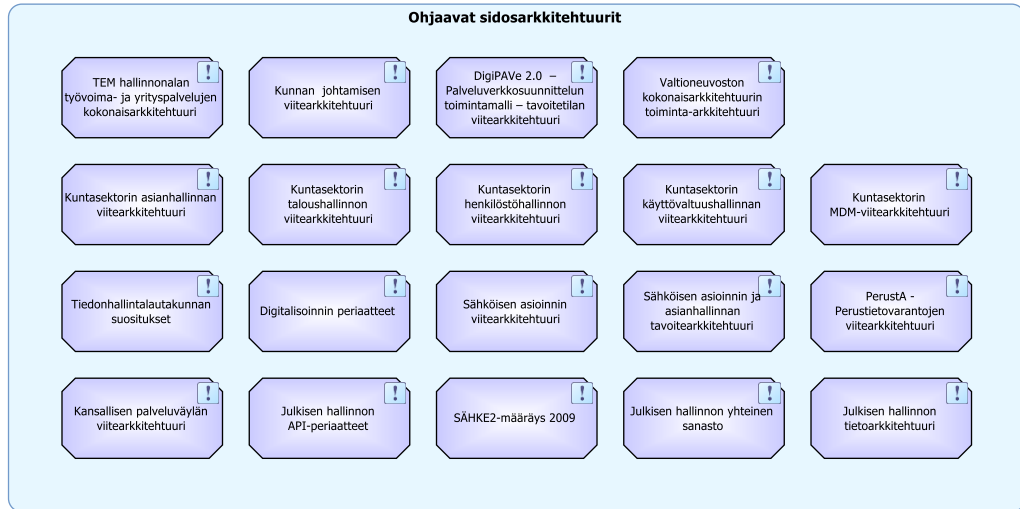 Ohjaavat sidosarkkitehtuurit
TEM hallinnonalan
työvoima- ja yrityspalvelujen
kokonaisarkkitehtuuri
Kunnan johtamisen
viitearkkitehtuuri
DigiPAVe 2.0 –
Palveluverkkosuunnittelun
toimintamalli – tavoitetilan
viitearkkitehtuuri
Valtioneuvoston
kokonaisarkkitehtuurin
toiminta-arkkitehtuuri
Kuntasektorin asianhallinnan
viitearkkitehtuuri
Kuntasektorin
taloushallinnon
viitearkkitehtuuri
Kuntasektorin
henkilöstöhallinnon
viitearkkitehtuuri
Kuntasektorin
käyttövaltuushallinnan
viitearkkitehtuuri
Kuntasektorin
MDM-viitearkkitehtuuri
Tiedonhallintalautakunnan
suositukset
Digitalisoinnin periaatteet
Sähköisen asioinnin
viitearkkitehtuuri
Sähköisen asioinnin ja
asianhallinnan
tavoitearkkitehtuuri
PerustA -
Perustietovarantojen
viitearkkitehtuuri
Kansallisen palveluväylän
viitearkkitehtuuri
Julkisen hallinnon
API-periaatteet
SÄHKE2-määräys 2009
Julkisen hallinnon yhteinen
sanasto
Julkisen hallinnon
tietoarkkitehtuuri